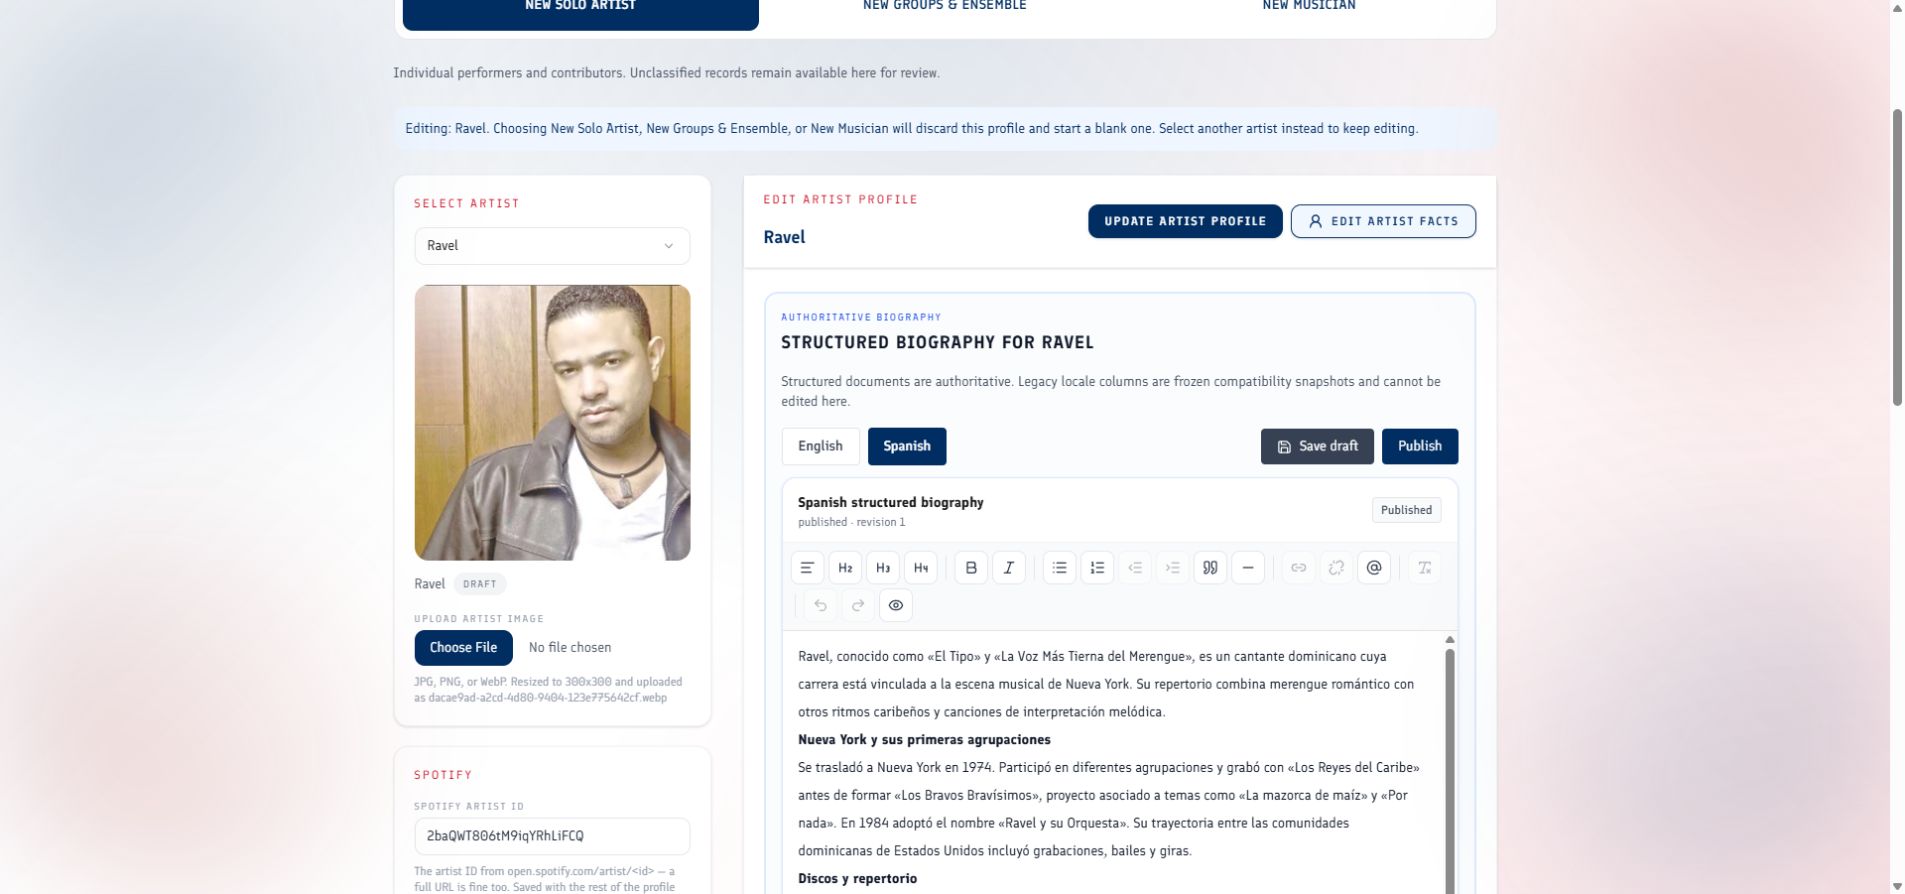 NEW SOLO ARTIST
NEW GROUPS & ENSEMBLE
NEW MUSICIAN
Individual performers and contributors. Unclassified records remain available here for review.
Editing: Ravel. Choosing New Solo Artist, New Groups & Ensemble, or New Musician will discard this profile and start a blank one. Select another artist instead to keep editing.
SELECT ARTIST
Ravel
Ravel DRAFT
UPLOAD ARTIST IMAGE
Choose File No file chosen
JPG, PNG, or WebP. Resized to 300x300 and uploaded
as dacae9ad-a2cd-4d80-9404-123e775642cf.webp
SPOTIFY
SPOTIFY ARTIST ID
2baQWT806tM9iqYRhLiFCQ
The artist ID from open.spotify.com/artist/<id> — a
full URL is fine too. Saved with the rest of the profile
EDIT ARTIST PROFILE
Ravel
UPDATE ARTIST PROFILE
EDIT ARTIST FACTS
AUTHORITATIVE BIOGRAPHY
STRUCTURED BIOGRAPHY FOR RAVEL
Structured documents are authoritative. Legacy locale columns are frozen compatibility snapshots and cannot be
edited here.
English
Spanish
Save draft
Publish
Spanish structured biography
published · revision 1
Published
H2 H3 H4 B I
Ravel, conocido como «El Tipo» y «La Voz Más Tierna del Merengue», es un cantante dominicano cuya
carrera está vinculada a la escena musical de Nueva York. Su repertorio combina merengue romántico con
otros ritmos caribeños y canciones de interpretación melódica.
Nueva York y sus primeras agrupaciones
Se trasladó a Nueva York en 1974. Participó en diferentes agrupaciones y grabó con «Los Reyes del Caribe»
antes de formar «Los Bravos Bravísimos», proyecto asociado a temas como «La mazorca de maíz» y «Por
nada». En 1984 adoptó el nombre «Ravel y su Orquesta». Su trayectoria entre las comunidades
dominicanas de Estados Unidos incluyó grabaciones, bailes y giras.
Discos y repertorio